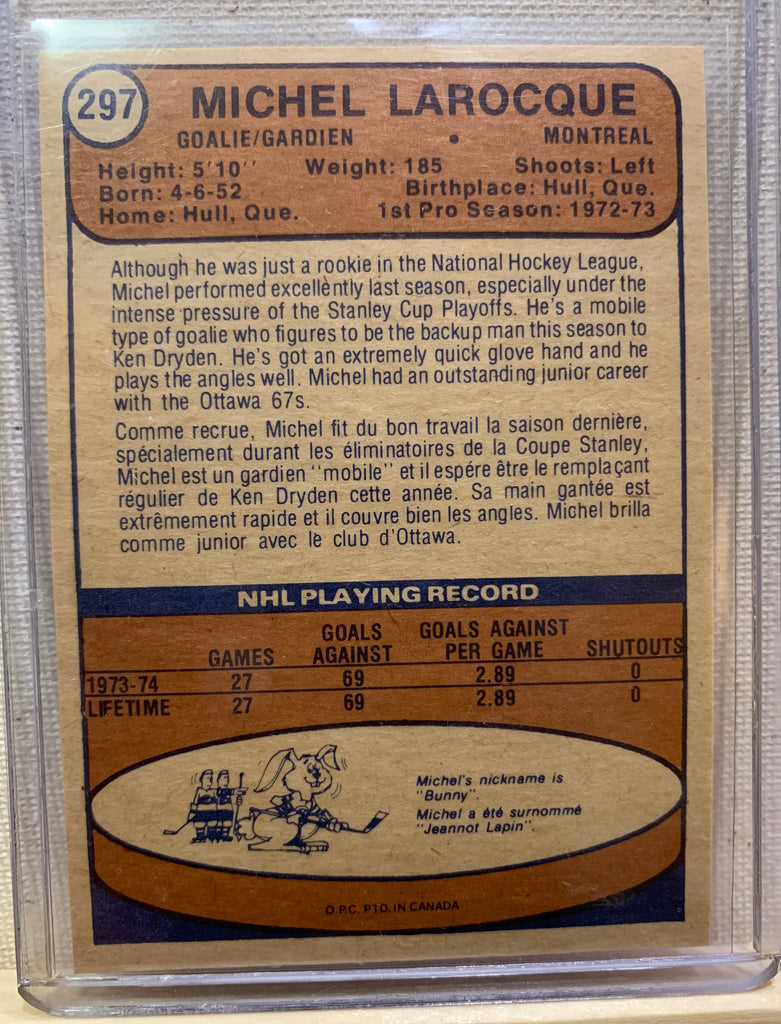 297
MICHEL LAROCQUE
GOALIE/GARDIEN • MONTREAL
Height: 5'10'' Weight: 185 Shoots: Left
Born: 4-6-52 Birthplace: Hull, Que.
Home: Hull, Que. 1st Pro Season: 1972-73
Although he was just a rookie in the National Hockey League,
Michel performed excellently last season, especially under the
intense pressure of the Stanley Cup Playoffs. He's a mobile
type of goalie who figures to be the backup man this season to
Ken Dryden. He's got an extremely quick glove hand and he
plays the angles well. Michel had an outstanding junior career
with the Ottawa 67s.
Comme recrue, Michel fit du bon travail la saison dernière,
spécialement durant les éliminatoires de la Coupe Stanley,
Michel est un gardien ''mobile'' et il espére être le remplaçant
régulier de Ken Dryden cette année. Sa main gantée est
extrêmement rapide et il couvre bien les angles. Michel brilla
comme junior avec le club d'Ottawa.
NHL PLAYING RECORD
GAMES GOALS AGAINST GOALS AGAINST PER GAME SHUTOUTS
1973-74 27 69 2.89 0
LIFETIME 27 69 2.89 0
Michel's nickname is
"Bunny".
Michel a été surnommé
"Jeannot Lapin".
O.P.C. PTD. IN CANADA